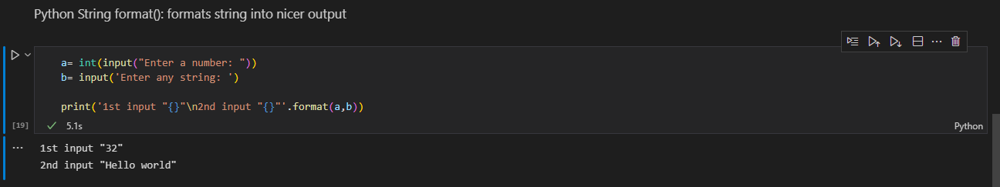 Python String format(): formats string into nicer output
a= int(input("Enter a number: "))
b= input('Enter any string: ')
print('1st input "{}"\n2nd input "{}"'.format(a,b))
[19]
5.1s
Python
1st input "32"
2nd input "Hello world"